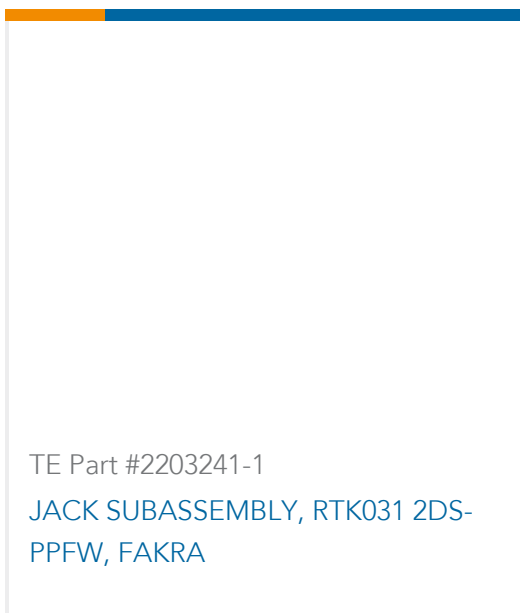 TE Part #2203241-1
JACK SUBASSEMBLY, RTK031 2DS-
PPFW, FAKRA